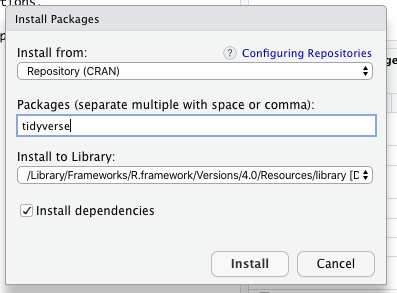 tions.
Install Packages
Install from:
? Configuring Repositories
Repository (CRAN)
Packages (separate multiple with space or comma):
tidyverse
Install to Library:
/Library/Frameworks/R.framework/Versions/4.0/Resources/library [D
Install dependencies
Install
Cancel